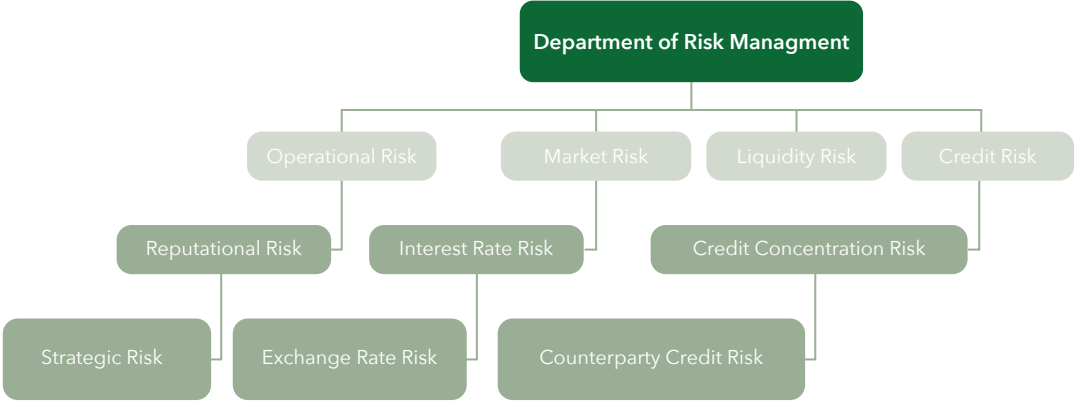 Department of Risk Managment
Operational Risk
Market Risk
Liquidity Risk
Credit Risk
Reputational Risk
Interest Rate Risk
Credit Concentration Risk
Strategic Risk
Exchange Rate Risk
Counterparty Credit Risk